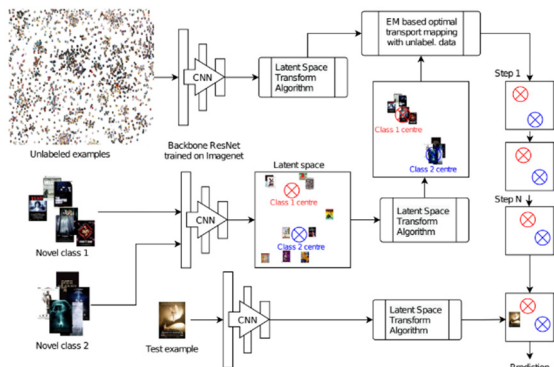 EM based optimal
transport mapping
with unlabel. data
CNN
Latent Space
Transform
Algorithm
Step 1
Unlabeled examples
Backbone ResNet
trained on Imagenet
Class 1 centre
Class 2 centre
Latent space
Class 1 centre
Class 2 centre
CNN
Latent Space
Transform
Algorithm
Step N
Novel class 1
Novel class 2
Test example
CNN
Latent Space
Transform
Algorithm
Prediction